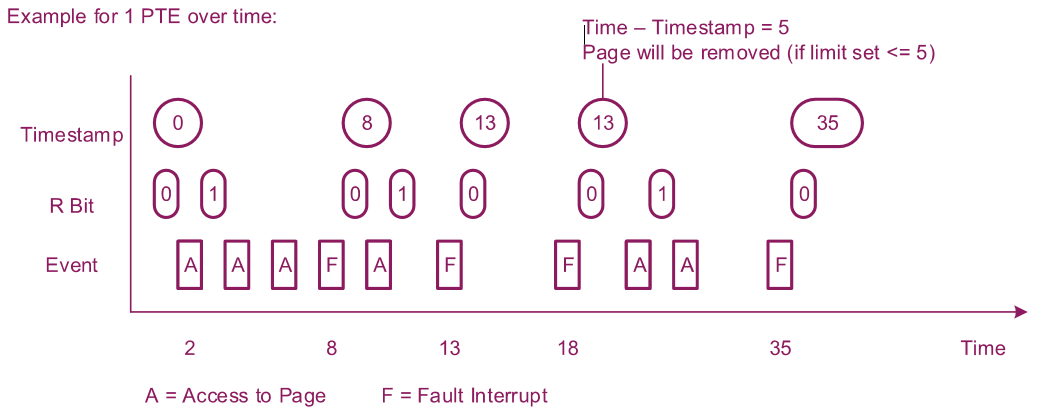 Example for 1 PTE over time:
Time – Timestamp = 5
Page will be removed (if limit set <= 5)
Timestamp 0 8 13 13 35
R Bit 0 1 0 1 0 0 1 0
Event A A A F A F F A A F
2 8 13 18 35 Time
A = Access to Page F = Fault Interrupt